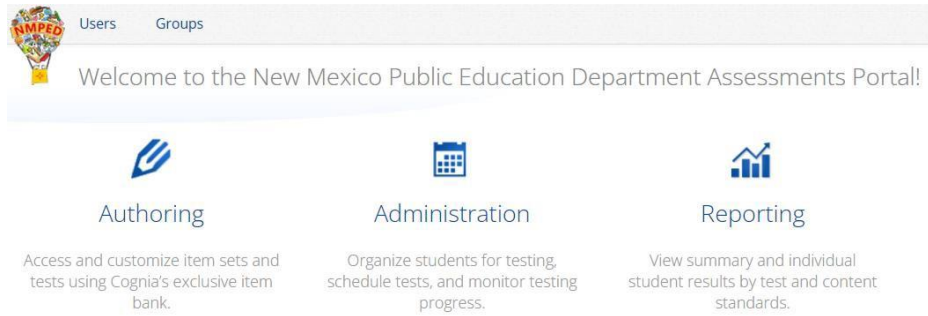 NMPED
Users Groups
Welcome to the New Mexico Public Education Department Assessments Portal!
Authoring Administration Reporting
Access and customize item sets and
tests using Cognia's exclusive item
bank.
Organize students for testing,
schedule tests, and monitor testing
progress.
View summary and individual
student results by test and content
standards.